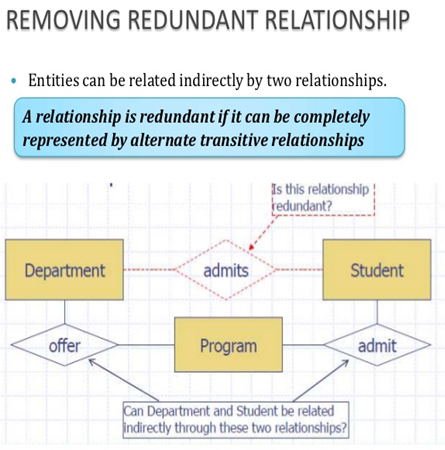 REMOVING REDUNDANT RELATIONSHIP
• Entities can be related indirectly by two relationships.
A relationship is redundant if it can be completely
represented by alternate transitive relationships
Is this relationship
redundant?
Department
admits
Student
offer
Program
admit
Can Department and Student be related
indirectly through these two relationships?